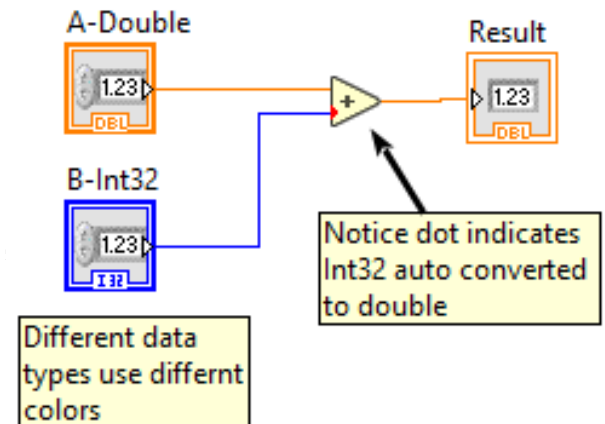 A-Double
1.23
DBL
+
Result
1.23
DBL
B-Int32
1.23
I32
Notice dot indicates
Int32 auto converted
to double
Different data
types use differnt
colors